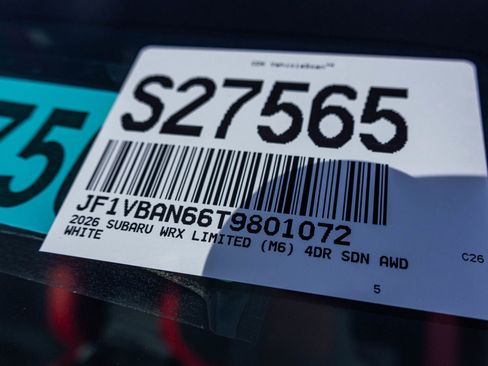 S27565
JF1VBAN66T9801072
2026 SUBARU WRX LIMITED (M6) 4DR SDN AWD
WHITE
C26
5